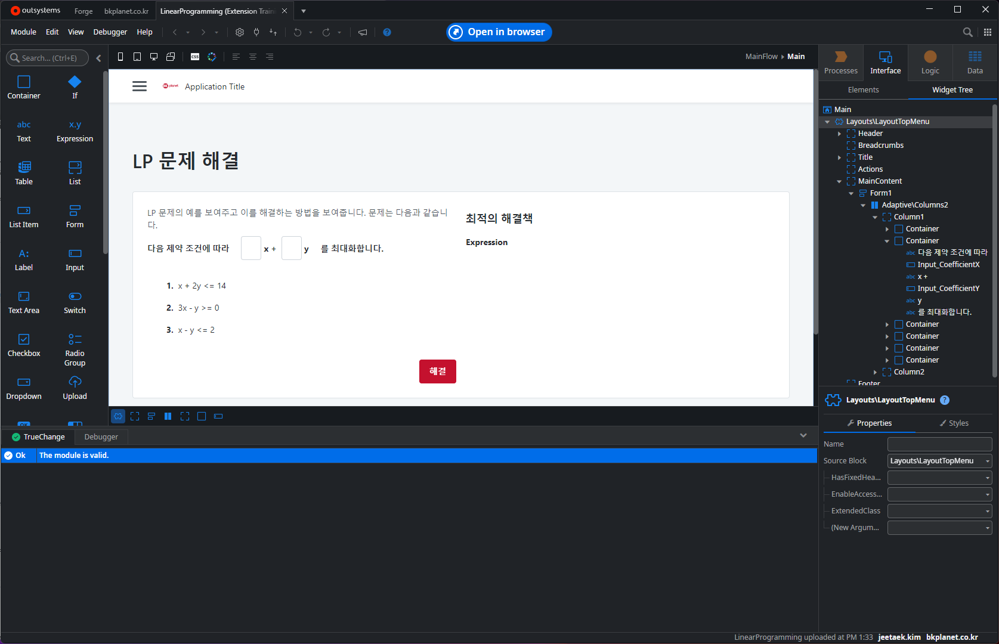 outsystems Forge bkplanet.co.kr LinearProgramming (Extension Train
Module Edit View Debugger Help Open in browser
Search... (Ctrl+E)
Container If
abc x.y
Text Expression
Table List
List Item Form
A:
Label Input
Text Area Switch
Checkbox Radio Group
Dropdown Upload
CSS
MainFlow Main
planet Application Title
LP 문제 해결
LP 문제의 예를 보여주고 이를 해결하는 방법을 보여줍니다. 문제는 다음과 같습니
다.
다음 제약 조건에 따라 x + y 를 최대화합니다.
1. x + 2y <= 14
2. 3x - y >= 0
3. x - y <= 2
해결
최적의 해결책
Expression
Processes Interface Logic Data
Elements Widget Tree
Main
Layouts\LayoutTopMenu
Header
Breadcrumbs
Title
Actions
MainContent
Form1
Adaptive\Columns2
Column1
Container
Container
abc 다음 제약 조건에 따라
Input_CoefficientX
abc x +
Input_CoefficientY
abc y
abc 를 최대화합니다.
Container
Container
Container
Container
Column2
Footer
Layouts\LayoutTopMenu ?
Properties Styles
Name
Source Block Layouts\LayoutTopMenu
HasFixedHea...
EnableAccess...
ExtendedClass
(New Argum...
TrueChange Debugger
Ok The module is valid.
LinearProgramming uploaded at PM 1:33 jeetaek.kim bkplanet.co.kr